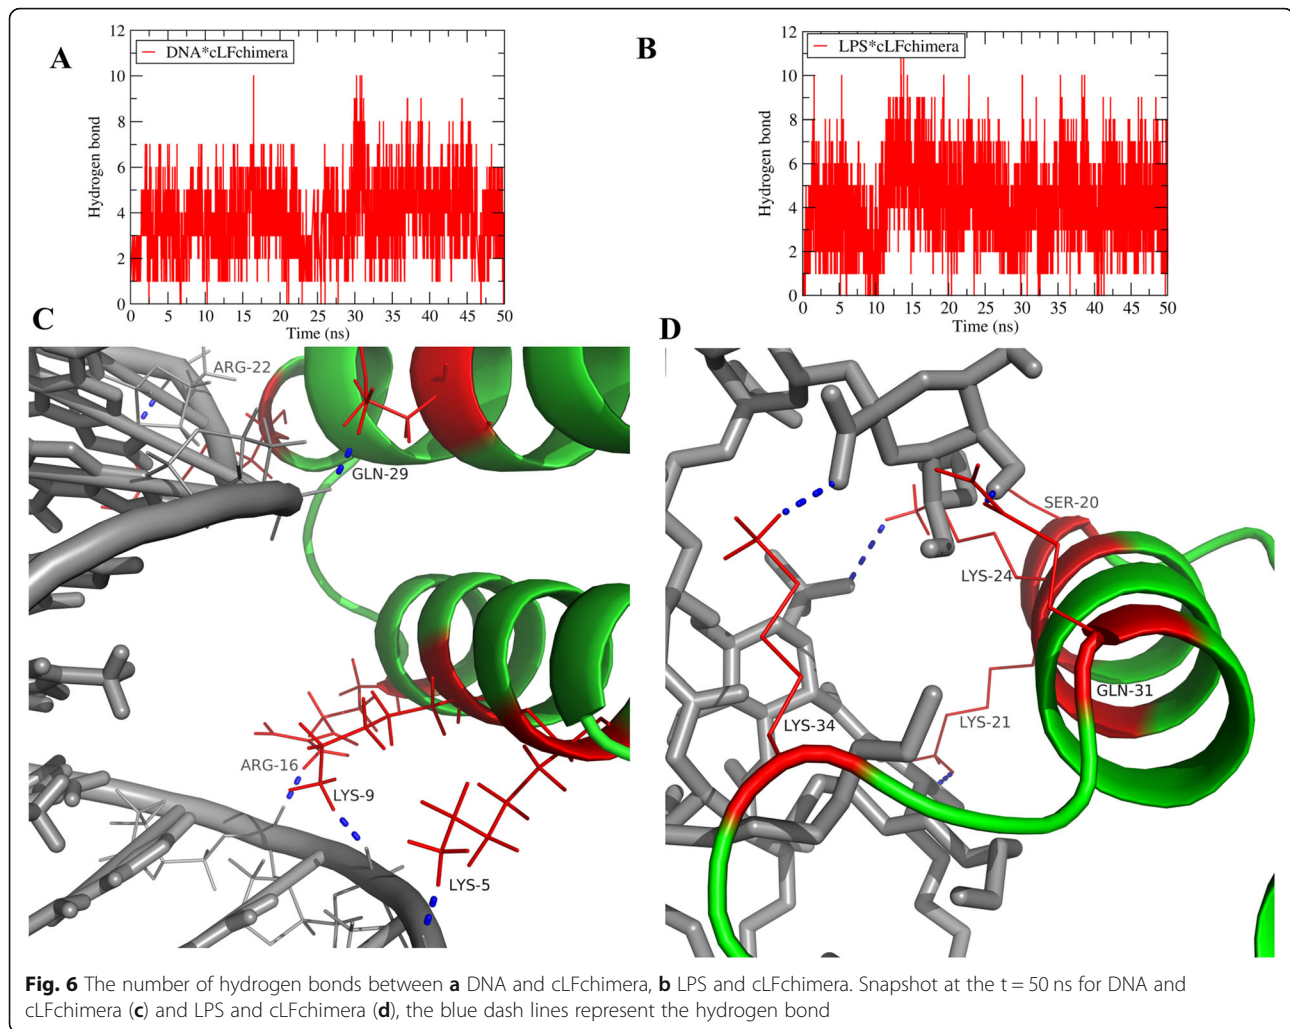 A
12
10
8
6
4
2
0
Hydrogen bond
DNA*cLFchimera
0 5 10 15 20 25 30 35 40 45 50
Time (ns)
B
12
10
8
6
4
2
0
Hydrogen bond
LPS*cLFchimera
0 5 10 15 20 25 30 35 40 45 50
Time (ns)
C
ARG-22
GLN-29
ARG-16
LYS-9
LYS-5
D
SER-20
LYS-24
GLN-31
LYS-21
LYS-34
Fig. 6 The number of hydrogen bonds between a DNA and cLFchimera, b LPS and cLFchimera. Snapshot at the t = 50 ns for DNA and
cLFchimera (c) and LPS and cLFchimera (d), the blue dash lines represent the hydrogen bond